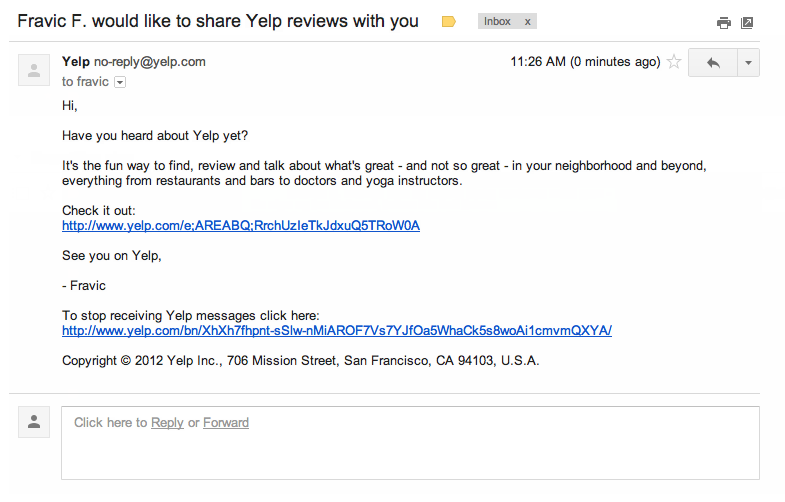 Fravic F. would like to share Yelp reviews with you
Inbox x
Yelp no-reply@yelp.com
11:26 AM (0 minutes ago)
to fravic
Hi,
Have you heard about Yelp yet?
It's the fun way to find, review and talk about what's great - and not so great - in your neighborhood and beyond,
everything from restaurants and bars to doctors and yoga instructors.
Check it out:
http://www.yelp.com/e;AREABQ;RrchUzIeTkJdxuQ5TRoW0A
See you on Yelp,
- Fravic
To stop receiving Yelp messages click here:
http://www.yelp.com/bn/XhXh7fhpnt-sSlw-nMiAROF7Vs7YJfOa5WhaCk5s8woAi1cmvmQXYA/
Copyright © 2012 Yelp Inc., 706 Mission Street, San Francisco, CA 94103, U.S.A.
Click here to Reply or Forward